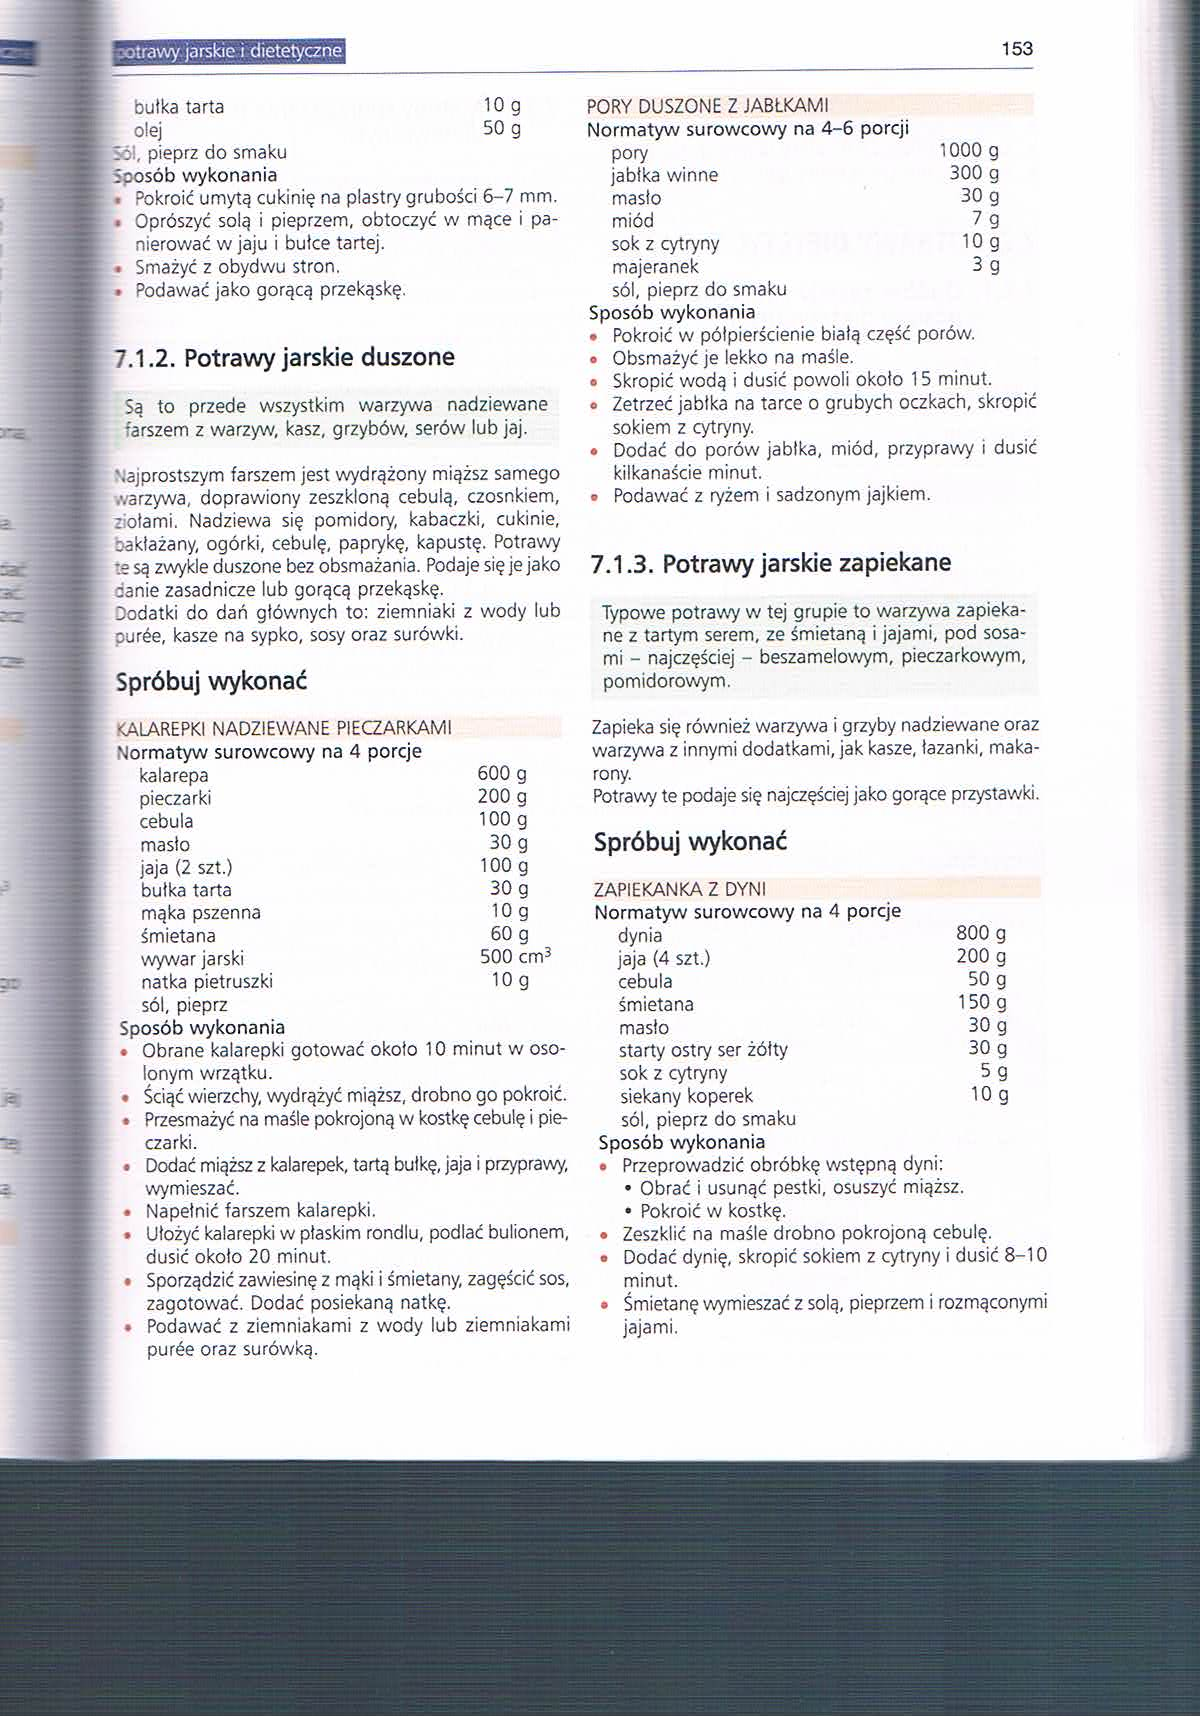 potrawy jarskie i dietetyczne
153
bułka tarta 10 g
olej 50 g
Sól, pieprz do smaku
Sposób wykonania
• Pokroić umytą cukinię na plastry grubości 6–7 mm.
• Oprószyć solą i pieprzem, obtoczyć w mące i pa-
nierować w jaju i bułce tartej.
• Smażyć z obydwu stron.
• Podawać jako gorącą przekąskę.
7.1.2. Potrawy jarskie duszone
Są to przede wszystkim warzywa nadziewane
farszem z warzyw, kasz, grzybów, serów lub jaj.
Najprostszym farszem jest wydrążony miąższ samego
warzywa, doprawiony zeszkloną cebulą, czosnkiem,
ziołami. Nadziewa się pomidory, kabaczki, cukinie,
bakłażany, ogórki, cebulę, paprykę, kapustę. Potrawy
te są zwykle duszone bez obsmażania. Podaje się je jako
danie zasadnicze lub gorącą przekąskę.
Dodatki do dań głównych to: ziemniaki z wody lub
purée, kasze na sypko, sosy oraz surówki.
Spróbuj wykonać
KALAREPKI NADZIEWANE PIECZARKAMI
Normatyw surowcowy na 4 porcje
kalarepa 600 g
pieczarki 200 g
cebula 100 g
masło 30 g
jaja (2 szt.) 100 g
bułka tarta 30 g
mąka pszenna 10 g
śmietana 60 g
wywar jarski 500 cm³
natka pietruszki 10 g
sól, pieprz
Sposób wykonania
• Obrane kalarepki gotować około 10 minut w oso-
lonym wrzątku.
• Ściąć wierzchy, wydrążyć miąższ, drobno go pokroić.
• Przesmażyć na maśle pokrojoną w kostkę cebulę i pie-
czarki.
• Dodać miąższ z kalarepek, tartą bułkę, jaja i przyprawy,
wymieszać.
• Napełnić farszem kalarepki.
• Ułożyć kalarepki w płaskim rondlu, podlać bulionem,
dusić około 20 minut.
• Sporządzić zawiesinę z mąki i śmietany, zagęścić sos,
zagotować. Dodać posiekaną natkę.
• Podawać z ziemniakami z wody lub ziemniakami
purée oraz surówką.
PORY DUSZONE Z JABŁKAMI
Normatyw surowcowy na 4–6 porcji
pory 1000 g
jabłka winne 300 g
masło 30 g
miód 7 g
sok z cytryny 10 g
majeranek 3 g
sól, pieprz do smaku
Sposób wykonania
• Pokroić w półpierścienie białą część porów.
• Obsmażyć je lekko na maśle.
• Skropić wodą i dusić powoli około 15 minut.
• Zetrzeć jabłka na tarce o grubych oczkach, skropić
sokiem z cytryny.
• Dodać do porów jabłka, miód, przyprawy i dusić
kilkanaście minut.
• Podawać z ryżem i sadzonym jajkiem.
7.1.3. Potrawy jarskie zapiekane
Typowe potrawy w tej grupie to warzywa zapieka-
ne z tartym serem, ze śmietaną i jajami, pod sosa-
mi – najczęściej – beszamelowym, pieczarkowym,
pomidorowym.
Zapieka się również warzywa i grzyby nadziewane oraz
warzywa z innymi dodatkami, jak kasze, łazanki, maka-
rony.
Potrawy te podaje się najczęściej jako gorące przystawki.
Spróbuj wykonać
ZAPIEKANKA Z DYNI
Normatyw surowcowy na 4 porcje
dynia 800 g
jaja (4 szt.) 200 g
cebula 50 g
śmietana 150 g
masło 30 g
starty ostry ser żółty 30 g
sok z cytryny 5 g
siekany koperek 10 g
sól, pieprz do smaku
Sposób wykonania
• Przeprowadzić obróbkę wstępną dyni:
• Obrać i usunąć pestki, osuszyć miąższ.
• Pokroić w kostkę.
• Zeszklić na maśle drobno pokrojoną cebulę.
• Dodać dynię, skropić sokiem z cytryny i dusić 8–10
minut.
• Śmietanę wymieszać z solą, pieprzem i rozmąconymi
jajami.